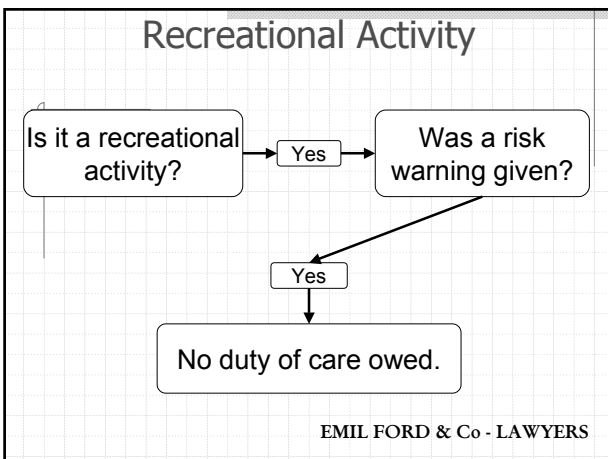 Recreational Activity
Is it a recreational
activity?
Yes
Was a risk
warning given?
Yes
No duty of care owed.
EMIL FORD & Co - LAWYERS